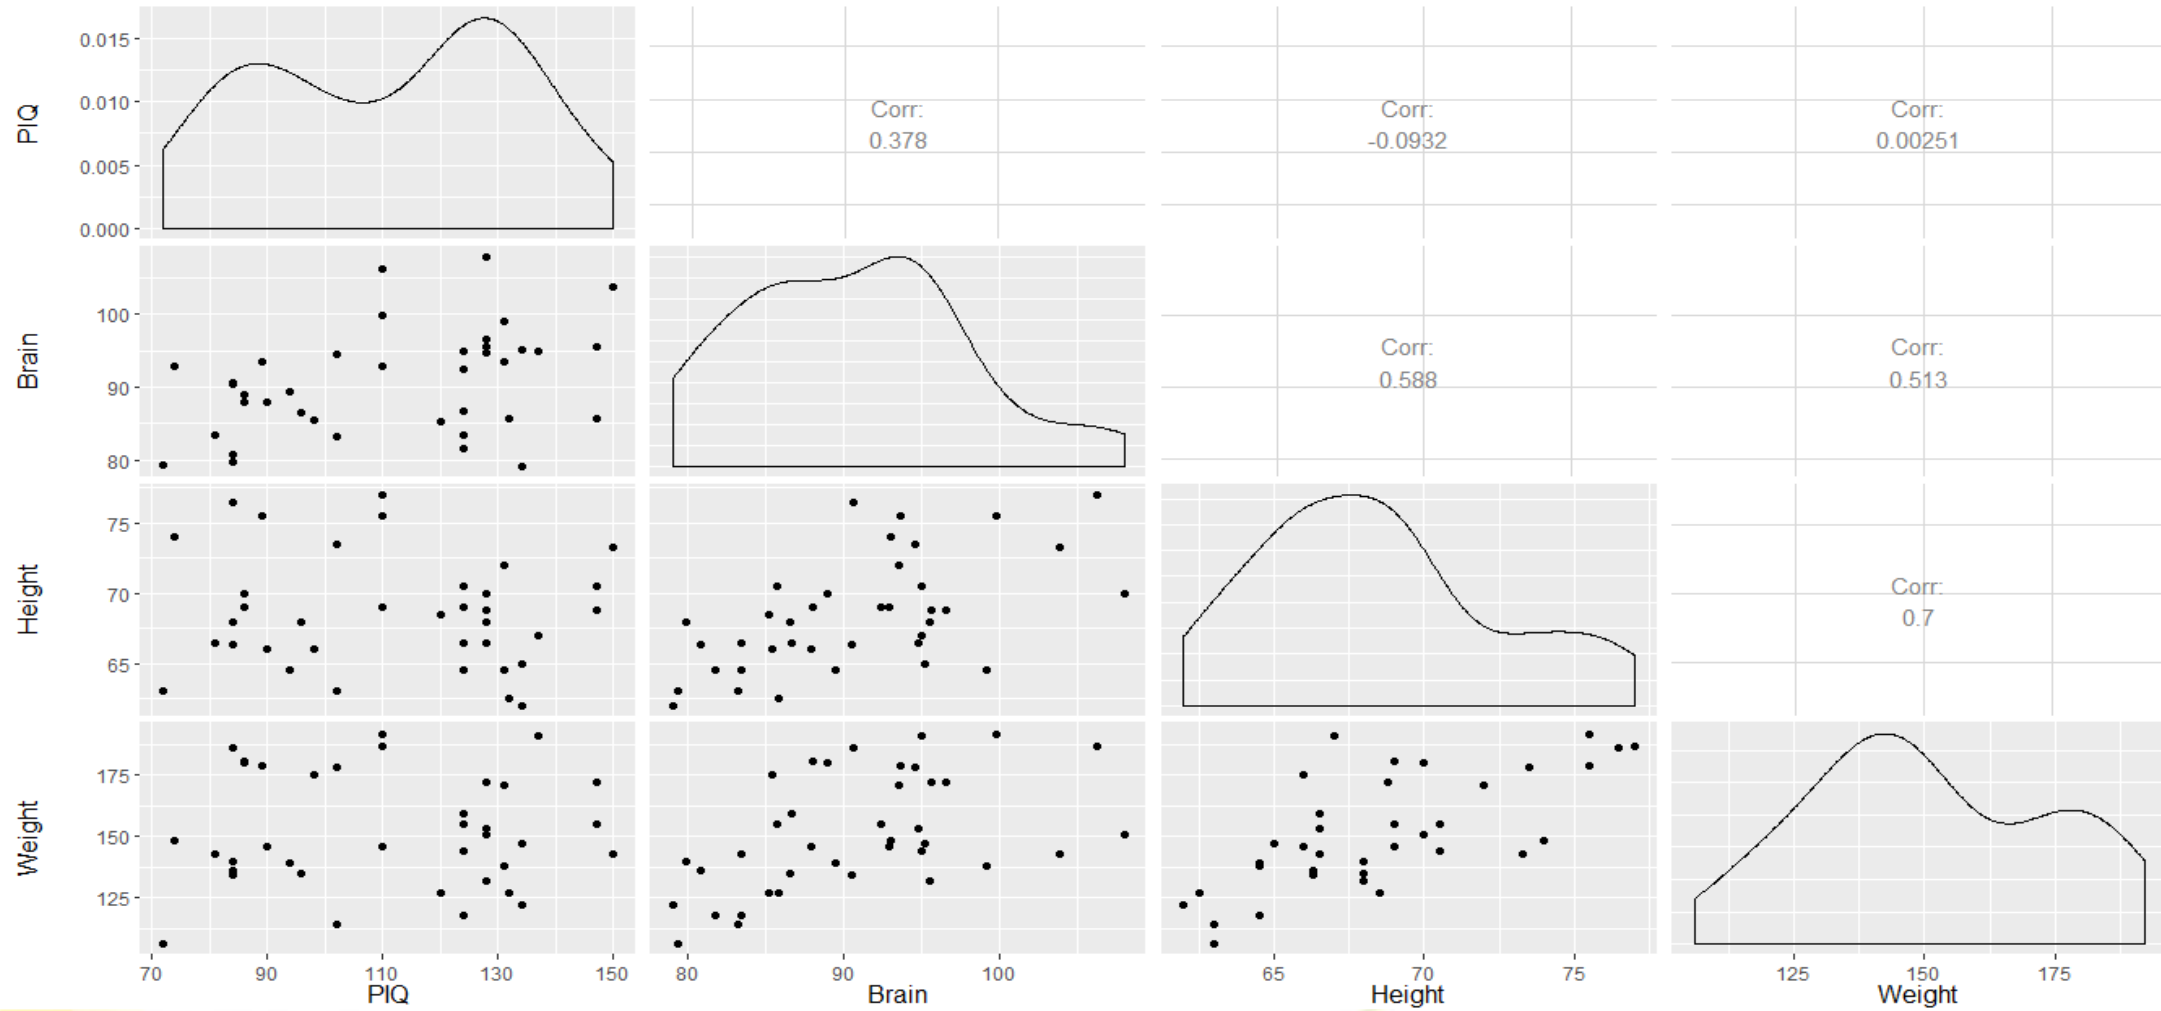 PIQ
0.015
0.010
0.005
0.000
Corr:
0.378
Corr:
-0.0932
Corr:
0.00251
Brain
100
90
80
Corr:
0.588
Corr:
0.513
Height
75
70
65
Corr:
0.7
Weight
175
150
125
70 90 110 130 150
80 90 100
65 70 75
125 150 175
PIQ
Brain
Height
Weight